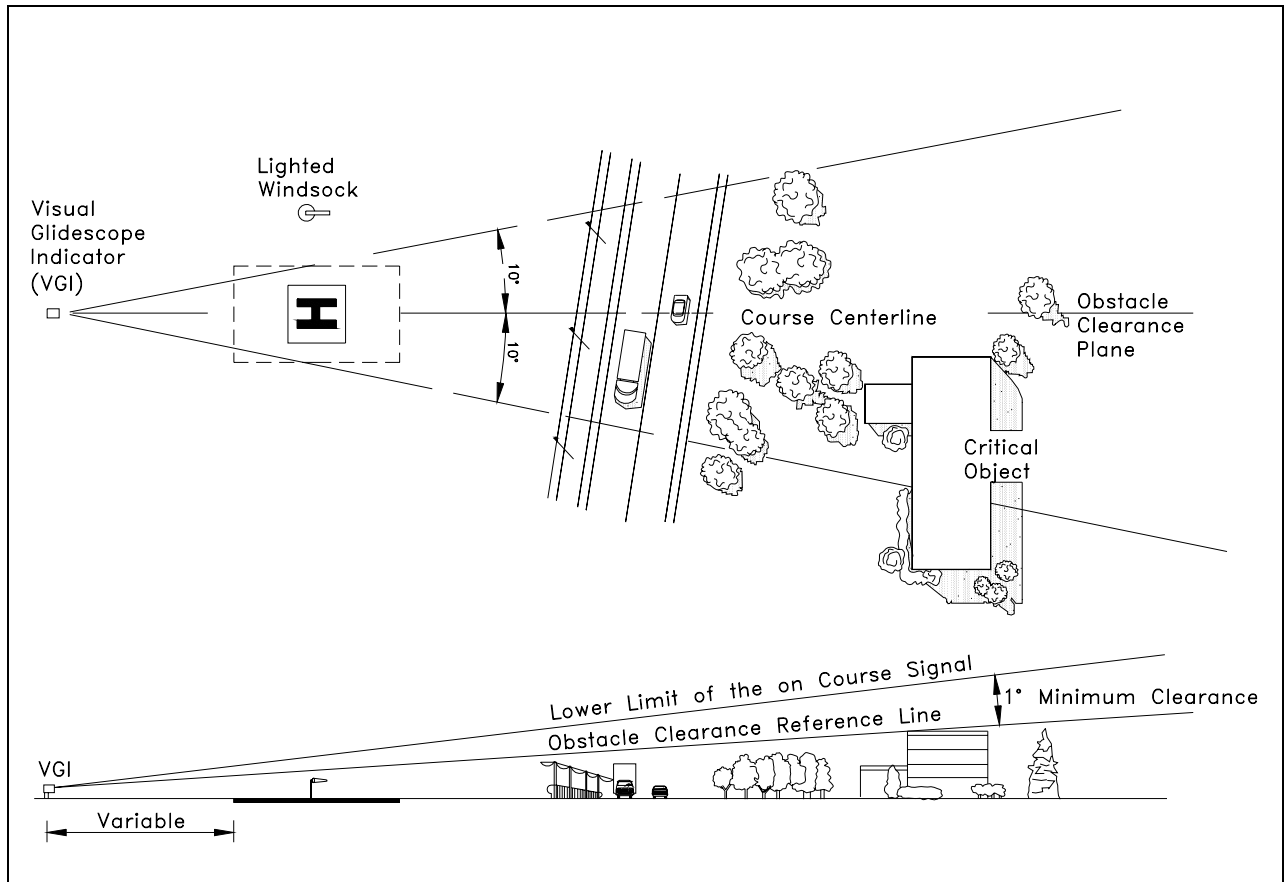 Lighted
Windsock
Visual
Glidescope
Indicator
(VGI)
H
10°
10°
Course Centerline
Obstacle
Clearance
Plane
Critical
Object
Lower Limit of the on Course Signal
1° Minimum Clearance
Obstacle Clearance Reference Line
VGI
Variable